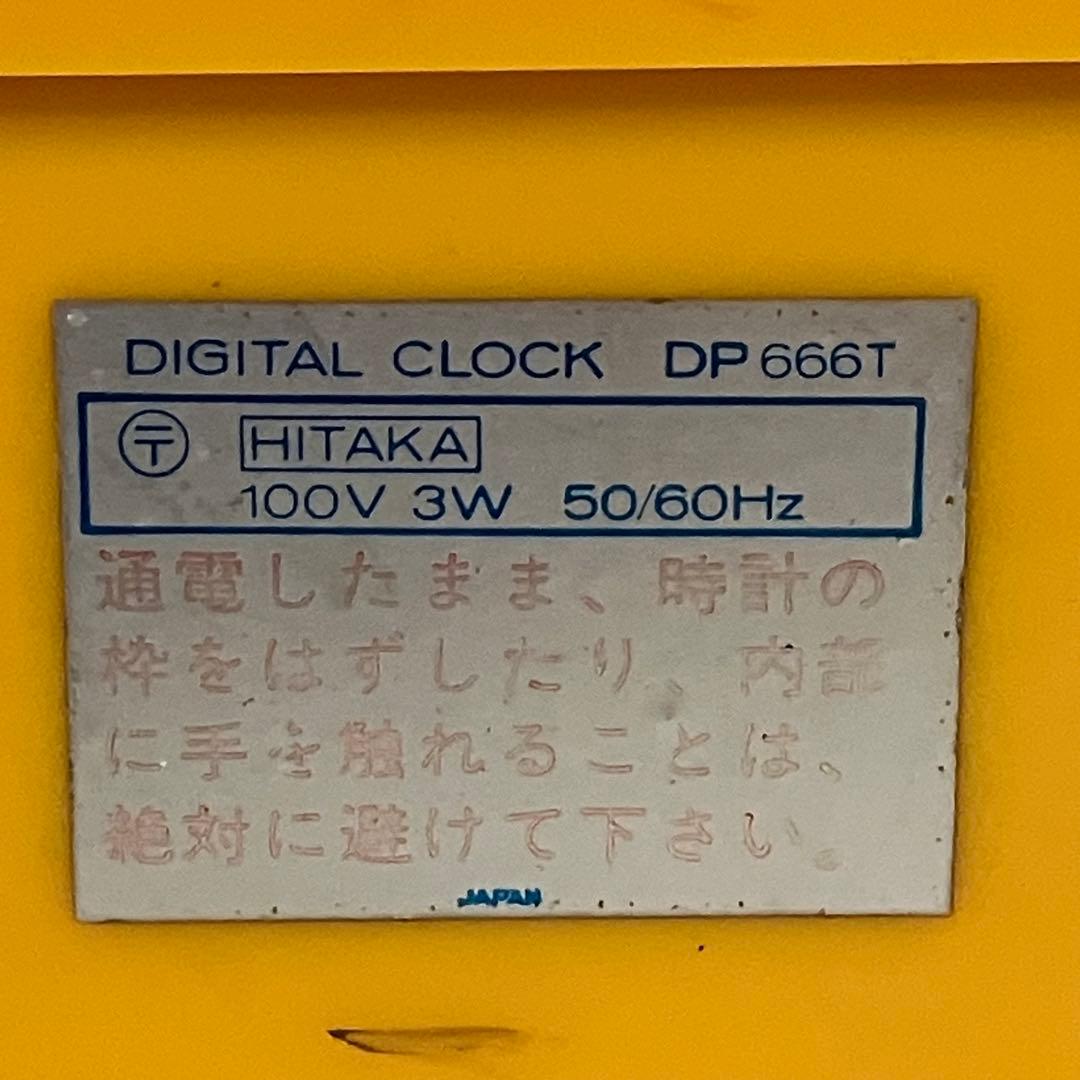 DIGITAL CLOCK DP 666T
〒 HITAKA
100V 3W 50/60Hz
通電したまま、時計の
枠をはずしたり、内部
に手を触れることは、
絶対に避けて下さい。
JAPAN